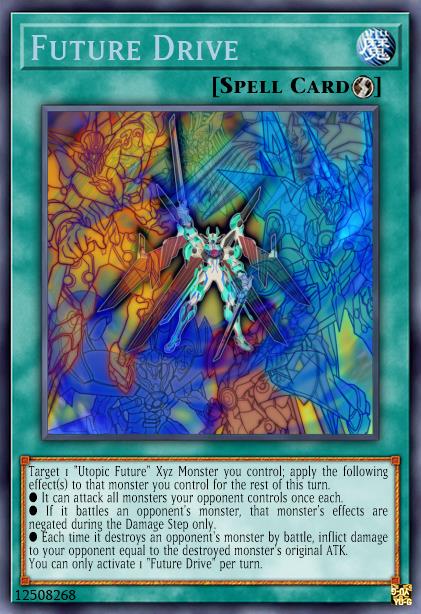 Future Drive
魔
[Spell Card]
Target 1 "Utopic Future" Xyz Monster you control; apply the following
effect(s) to that monster you control for the rest of this turn.
● It can attack all monsters your opponent controls once each.
● If it battles an opponent's monster, that monster's effects are
negated during the Damage Step only.
● Each time it destroys an opponent's monster by battle, inflict damage
to your opponent equal to the destroyed monster's original ATK.
You can only activate 1 "Future Drive" per turn.
12508268